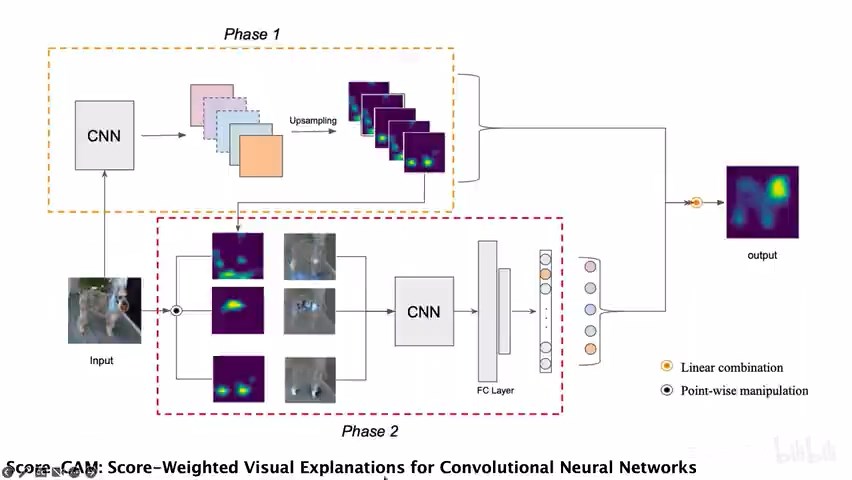 Phase 1
CNN
Upsampling
output
Input
CNN
FC Layer
Linear combination
Point-wise manipulation
Phase 2
Score-CAM: Score-Weighted Visual Explanations for Convolutional Neural Networks
bilibili